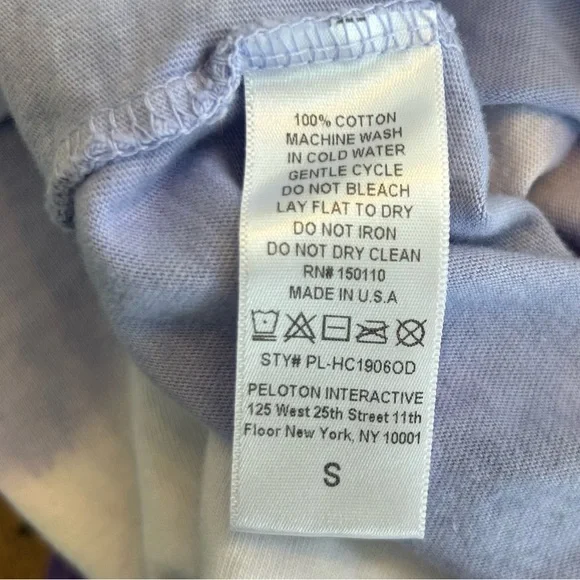 100% COTTON
MACHINE WASH
IN COLD WATER
GENTLE CYCLE
DO NOT BLEACH
LAY FLAT TO DRY
DO NOT IRON
DO NOT DRY CLEAN
RN# 150110
MADE IN U.S.A
STY# PL-HC1906OD
PELOTON INTERACTIVE
125 West 25th Street 11th
Floor New York, NY 10001
S